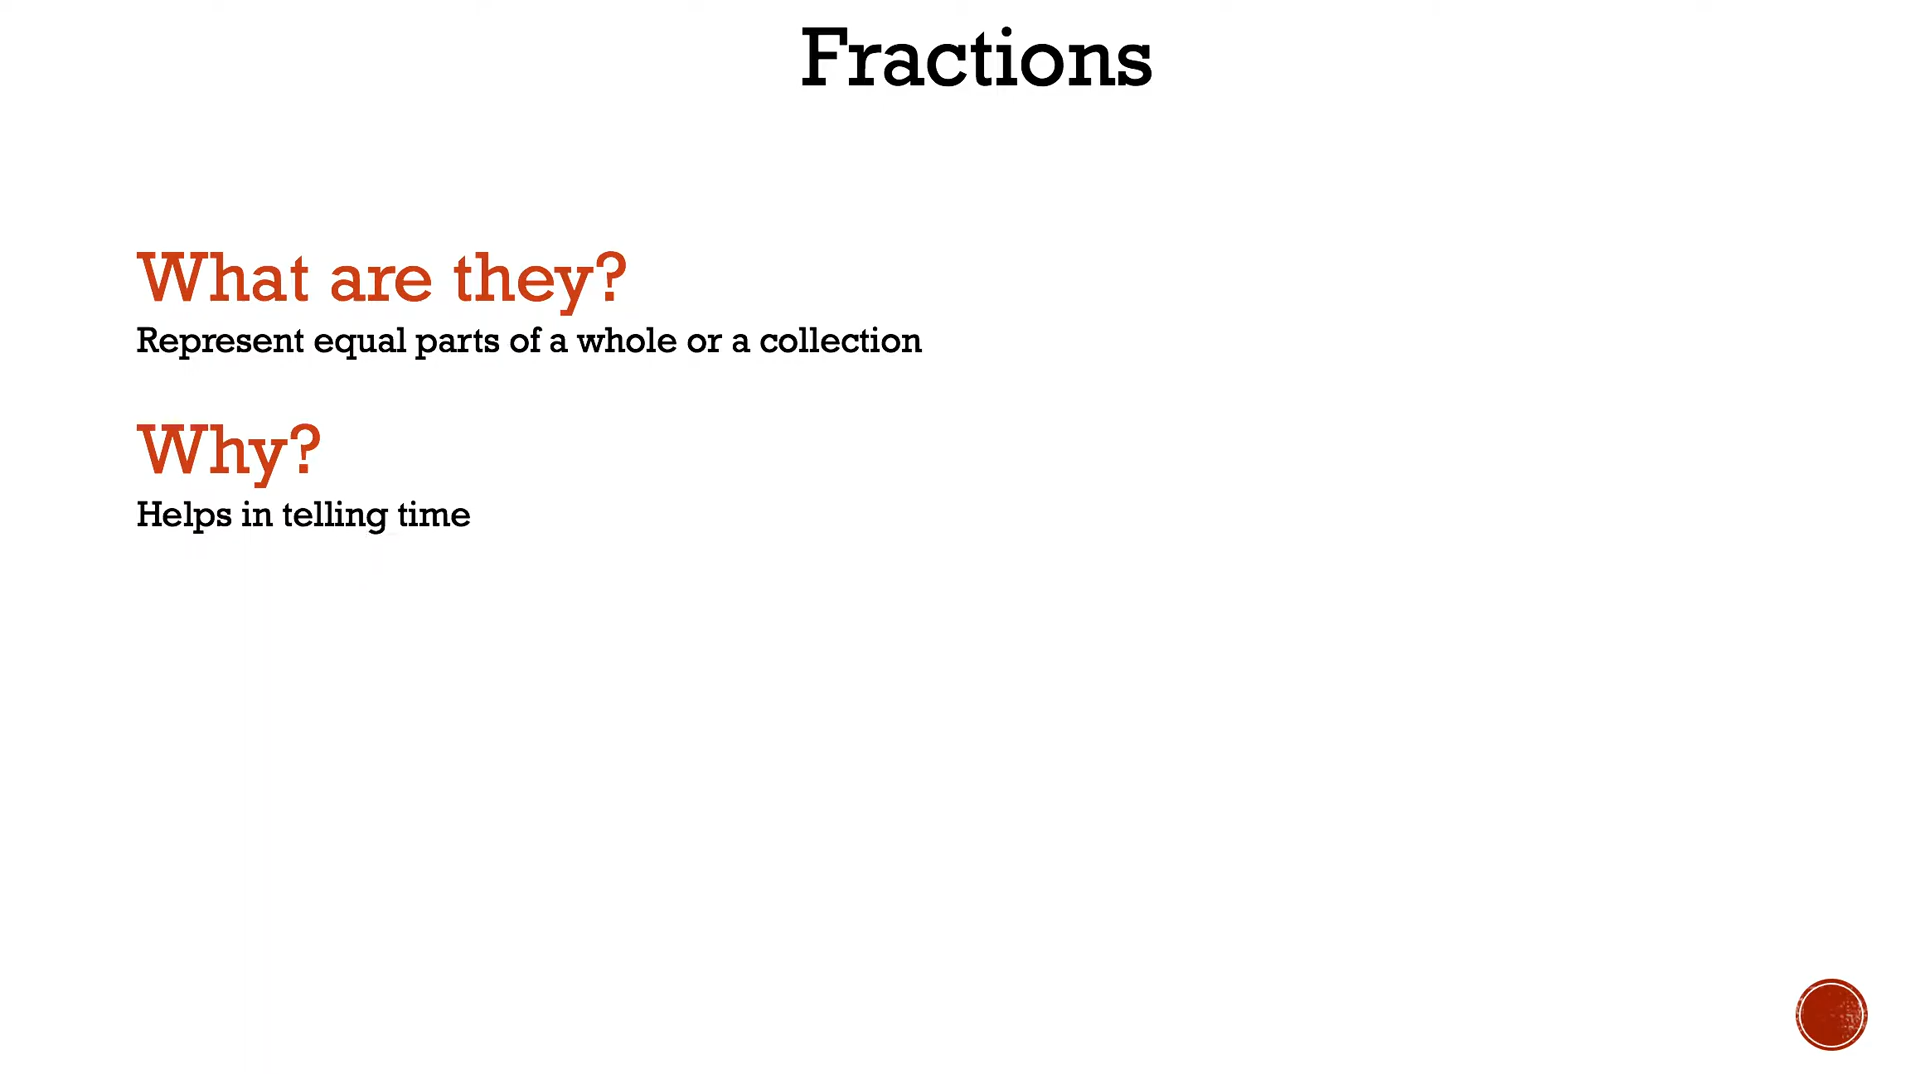 Fractions
What are they?
Represent equal parts of a whole or a collection
Why?
Helps in telling time